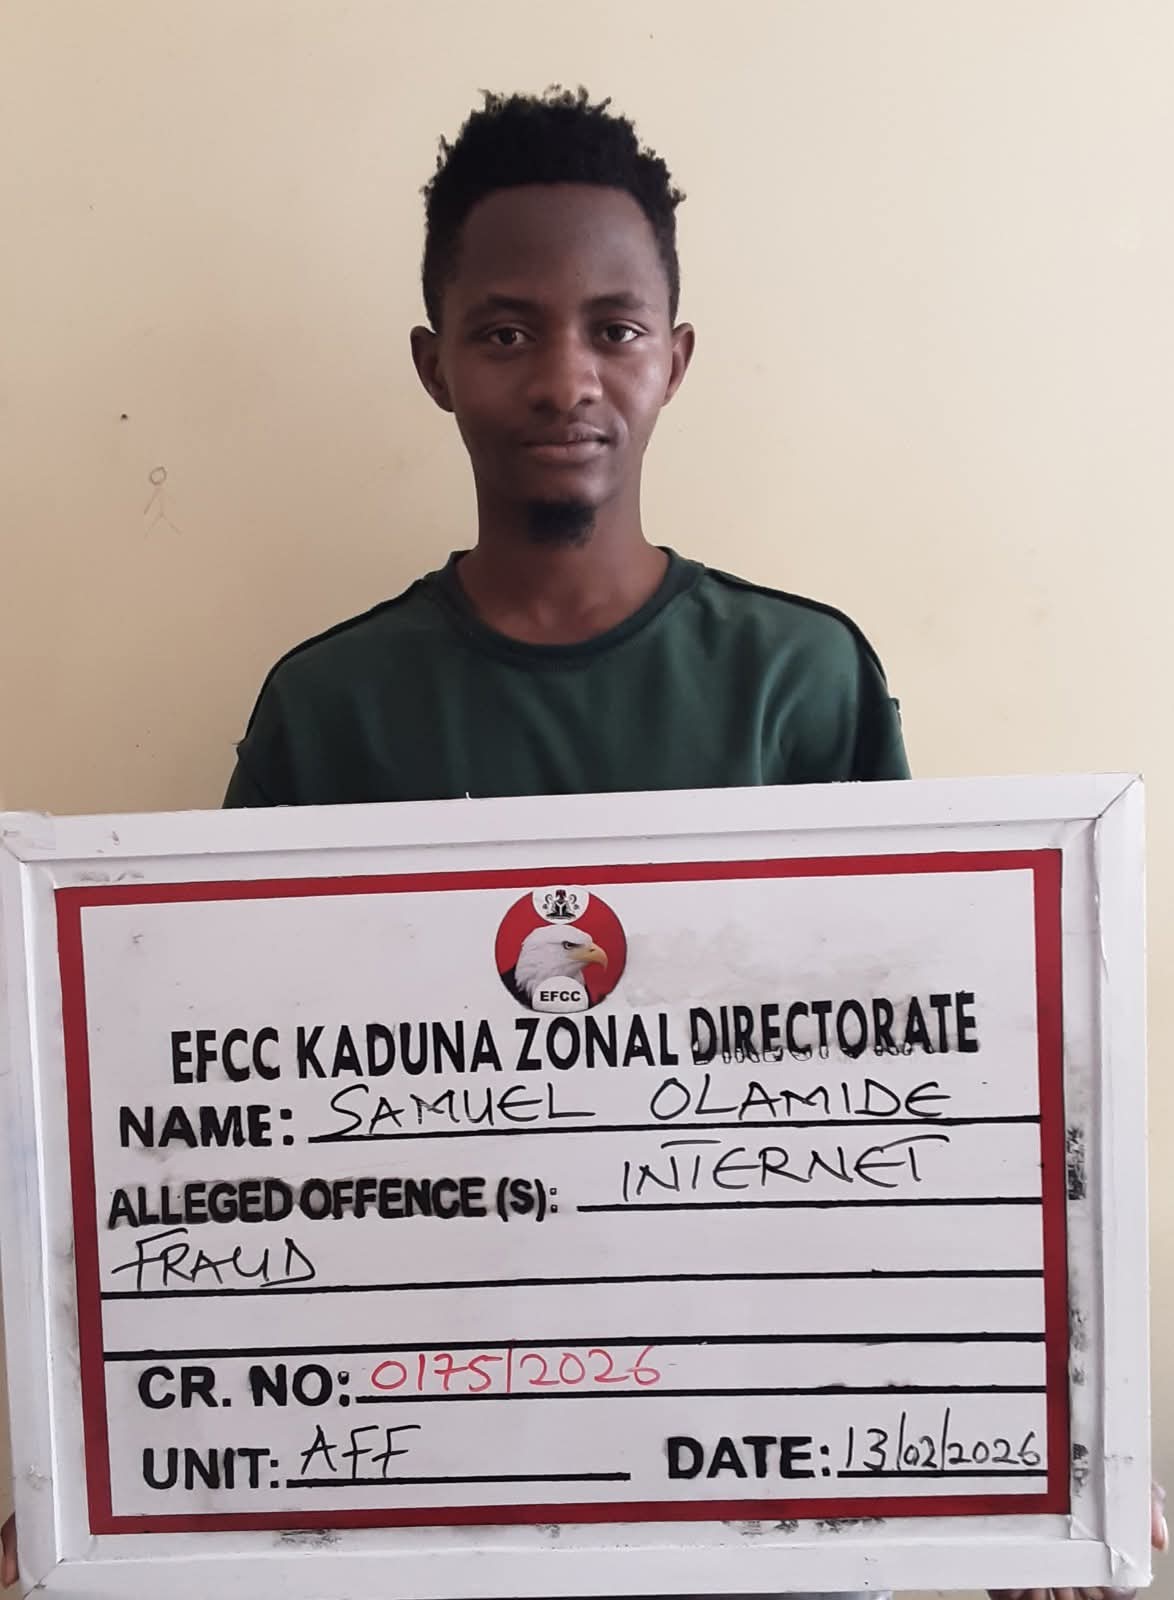 EFCC
EFCC KADUNA ZONAL DIRECTORATE
NAME: SAMUEL OLAMIDE
ALLEGED OFFENCE (S): INTERNET
FRAUD
CR. NO: 0175/2026
UNIT: AFF DATE: 13/02/2026